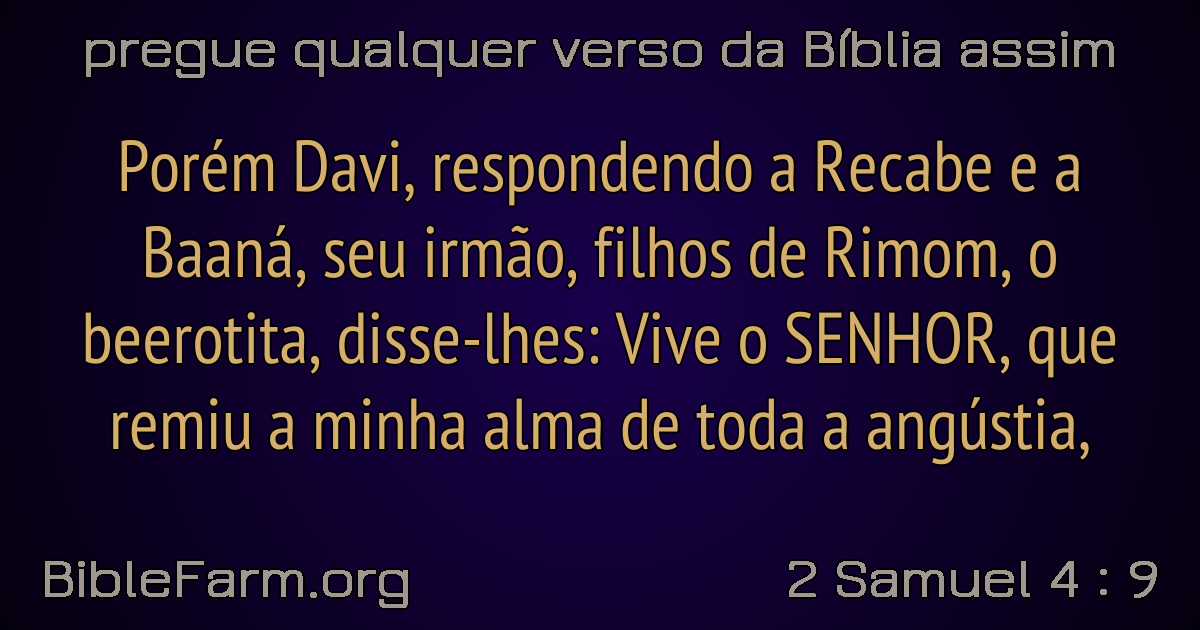 pregue qualquer verso da Bíblia assim
Porém Davi, respondendo a Recabe e a
Baaná, seu irmão, filhos de Rimom, o
beerotita, disse-lhes: Vive o SENHOR, que
remiu a minha alma de toda a angústia,
BibleFarm.org
2 Samuel 4 : 9